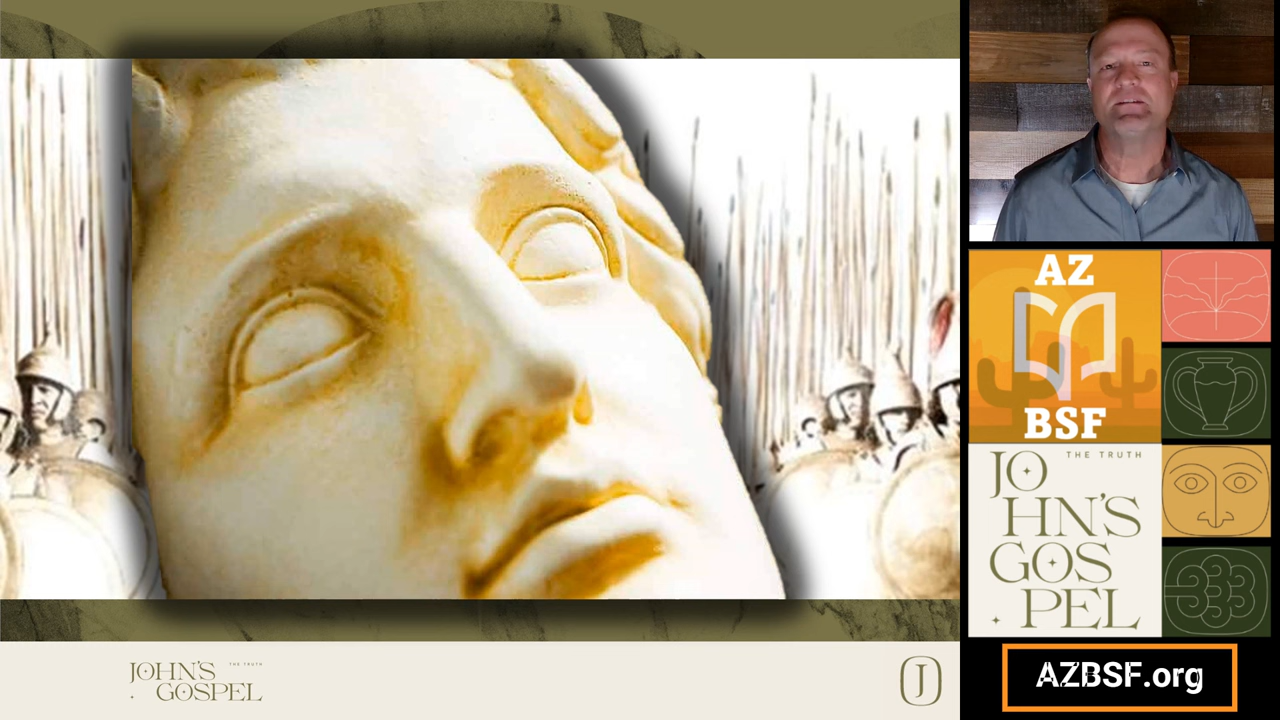 AZ
BSF
THE TRUTH
JO
HN'S
GOS
PEL
AZBSF.org
JOHN'S THE TRUTH
GOSPEL
J